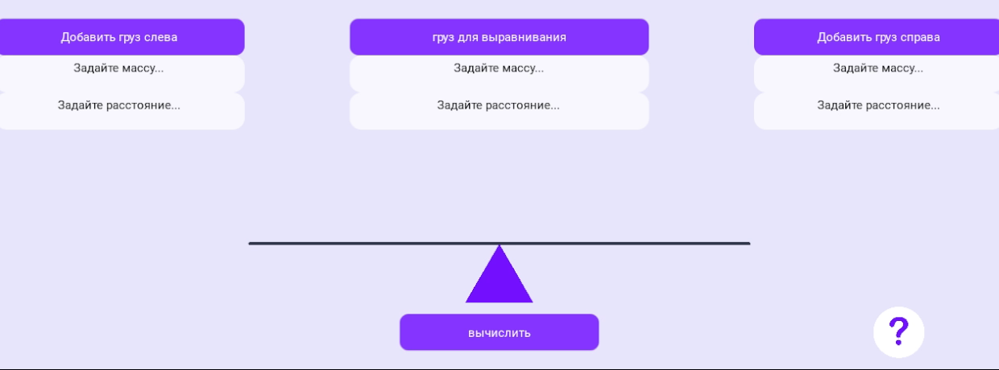 Добавить груз слева
Задайте массу...
Задайте расстояние...
груз для выравнивания
Задайте массу...
Задайте расстояние...
Добавить груз справа
Задайте массу...
Задайте расстояние...
вычислить
?